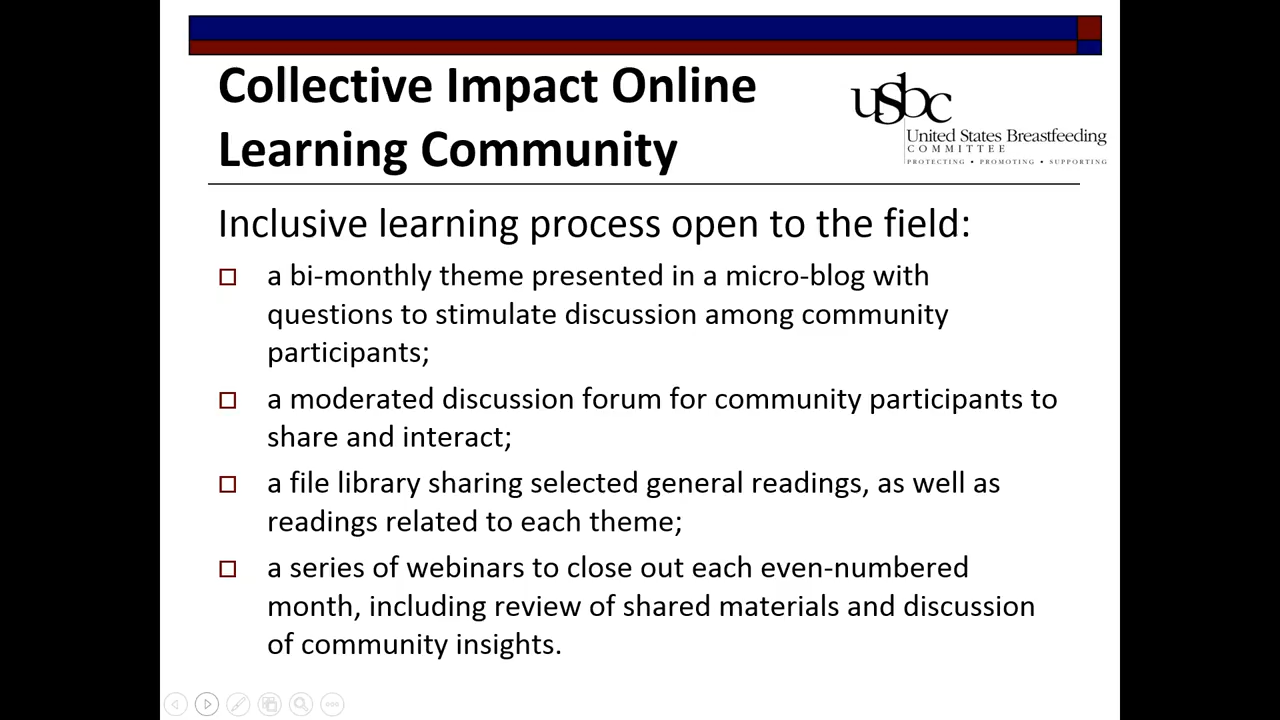 Collective Impact Online
Learning Community
usbc
United States Breastfeeding
COMMITTEE
PROTECTING • PROMOTING • SUPPORTING
Inclusive learning process open to the field:
a bi-monthly theme presented in a micro-blog with
questions to stimulate discussion among community
participants;
a moderated discussion forum for community participants to
share and interact;
a file library sharing selected general readings, as well as
readings related to each theme;
a series of webinars to close out each even-numbered
month, including review of shared materials and discussion
of community insights.